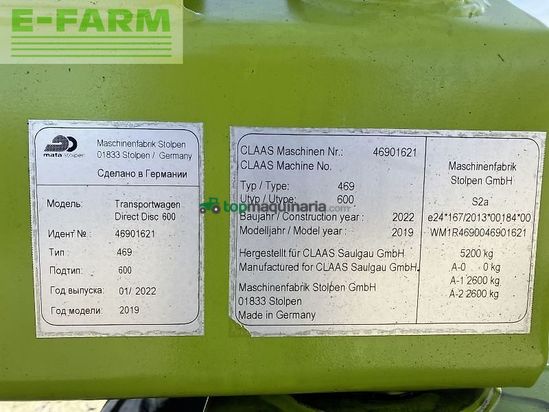 E-FARM
mata stolpen
Maschinenfabrik Stolpen
01833 Stolpen / Germany
Сделано в Германии
Модель: Transportwagen
Direct Disc 600
Идент №: 46901621
Тип : 469
Подтип: 600
Год выпуска: 01/ 2022
Год модели: 2019
CLAAS Maschinen Nr.: 46901621
CLAAS Machine No.
Typ / Type: 469
Utyp / Utype: 600
Baujahr / Construction year : 2022
Modelljahr / Model year: 2019
Hergestellt für CLAAS Saulgau GmbH
Manufactured for CLAAS Saulgau GmbH
Maschinenfabrik Stolpen GmbH
01833 Stolpen
Made in Germany
Maschinenfabrik
Stolpen GmbH
S2a
e24*167/2013*00184*00
WM1R4690046901621
5200 kg
A-0 0 kg
A-1 2600 kg
A-2 2600 kg
topmaquinaria.com